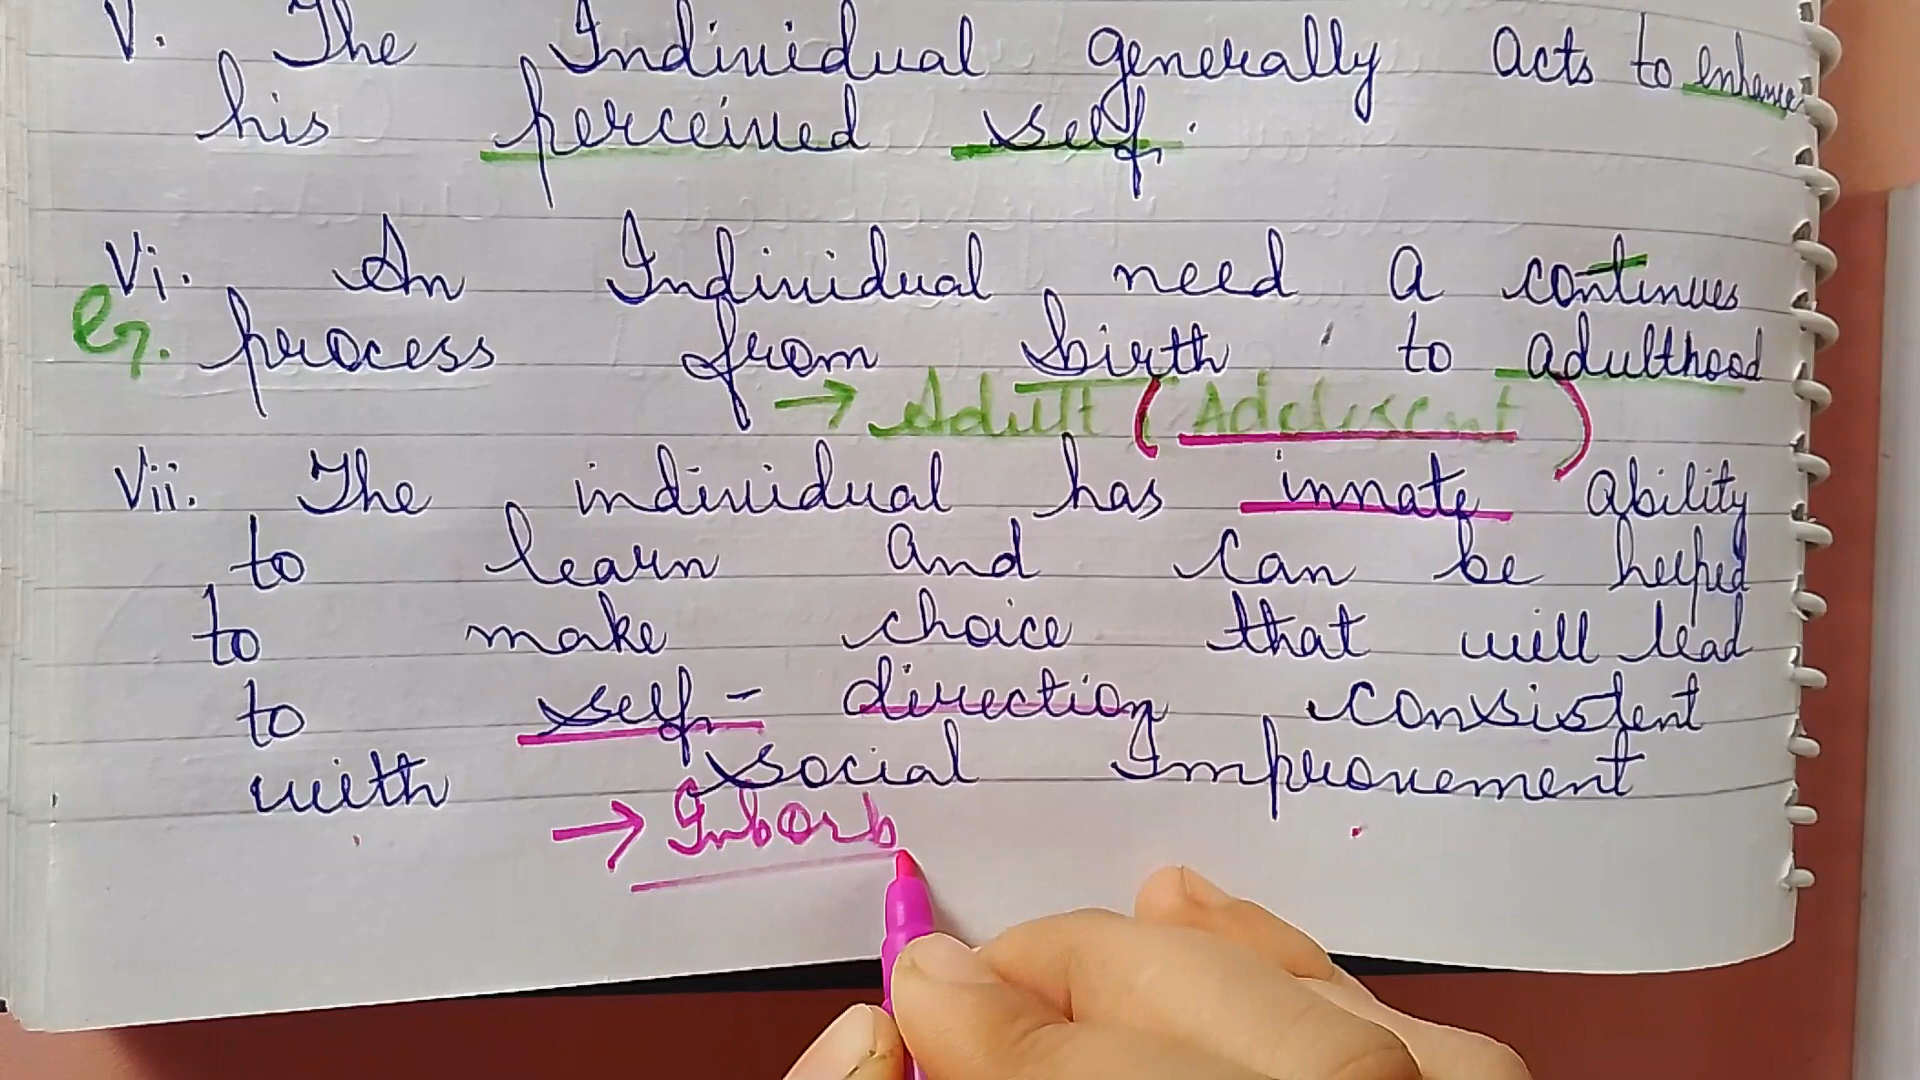 V. The Individual generally acts to enhance
his perceived self.
Vi. An Individual need a continues
eg. process from birth to adulthood
→ Adult (Adolescent)
Vii. The individual has innate ability
to learn and can be helped
to make choice that will lead
to self-direction consistent
with social Improvement
→ Inborb